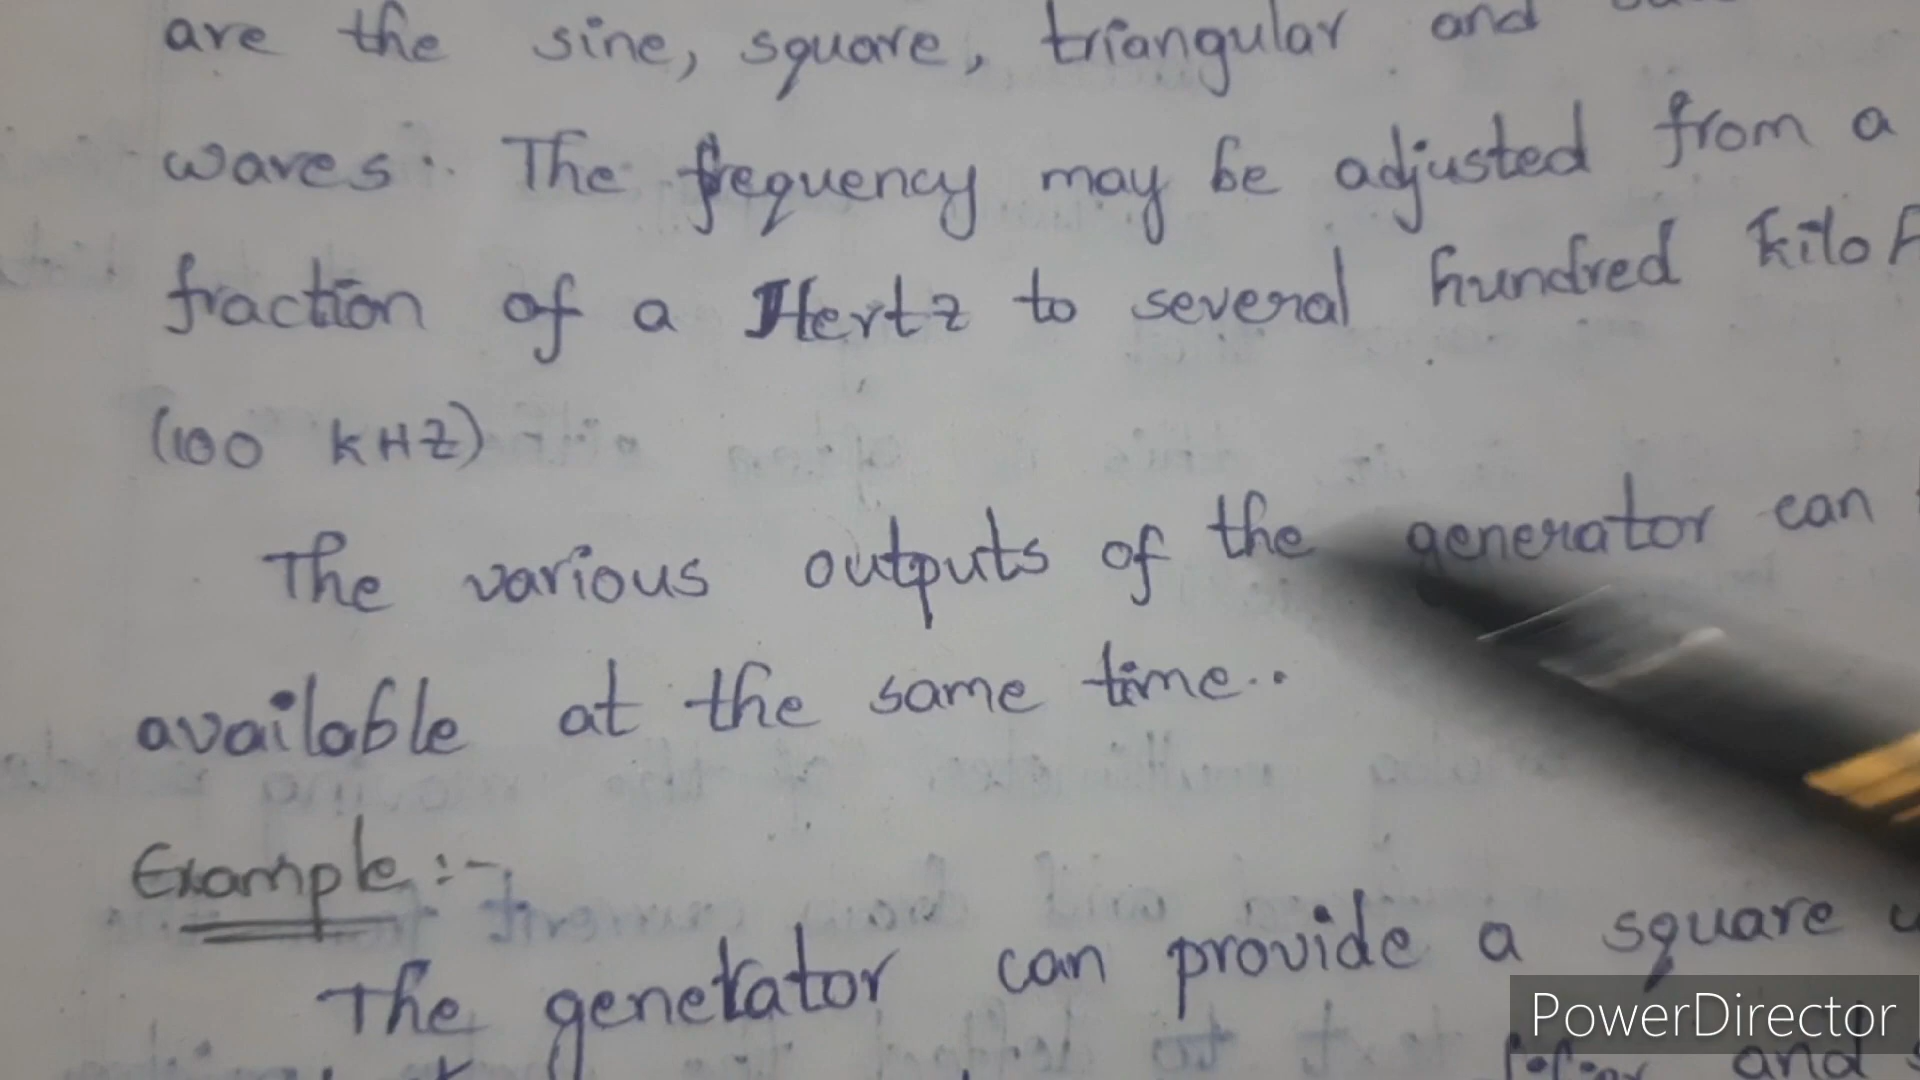 are the sine, square, triangular and
waves. The frequency may be adjusted from a
fraction of a Hertz to several hundred kilo
(100 KHZ)
The various outputs of the generator can
available at the same time..
Example :-
The generator can provide a square
PowerDirector
and